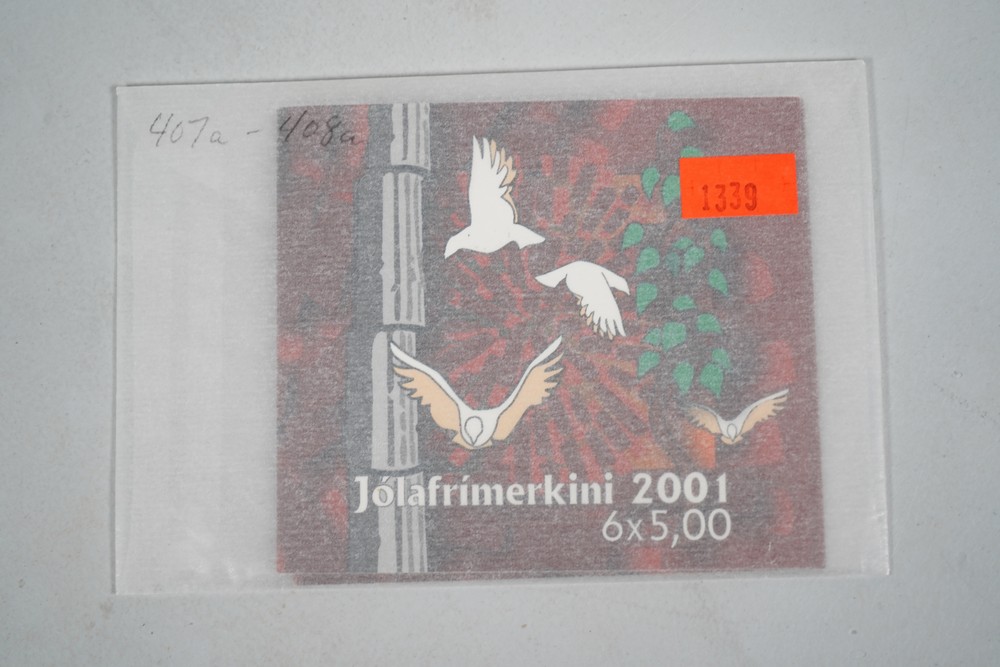 407a - 408a
1339
Jólafrímerkini 2001
6x5,00